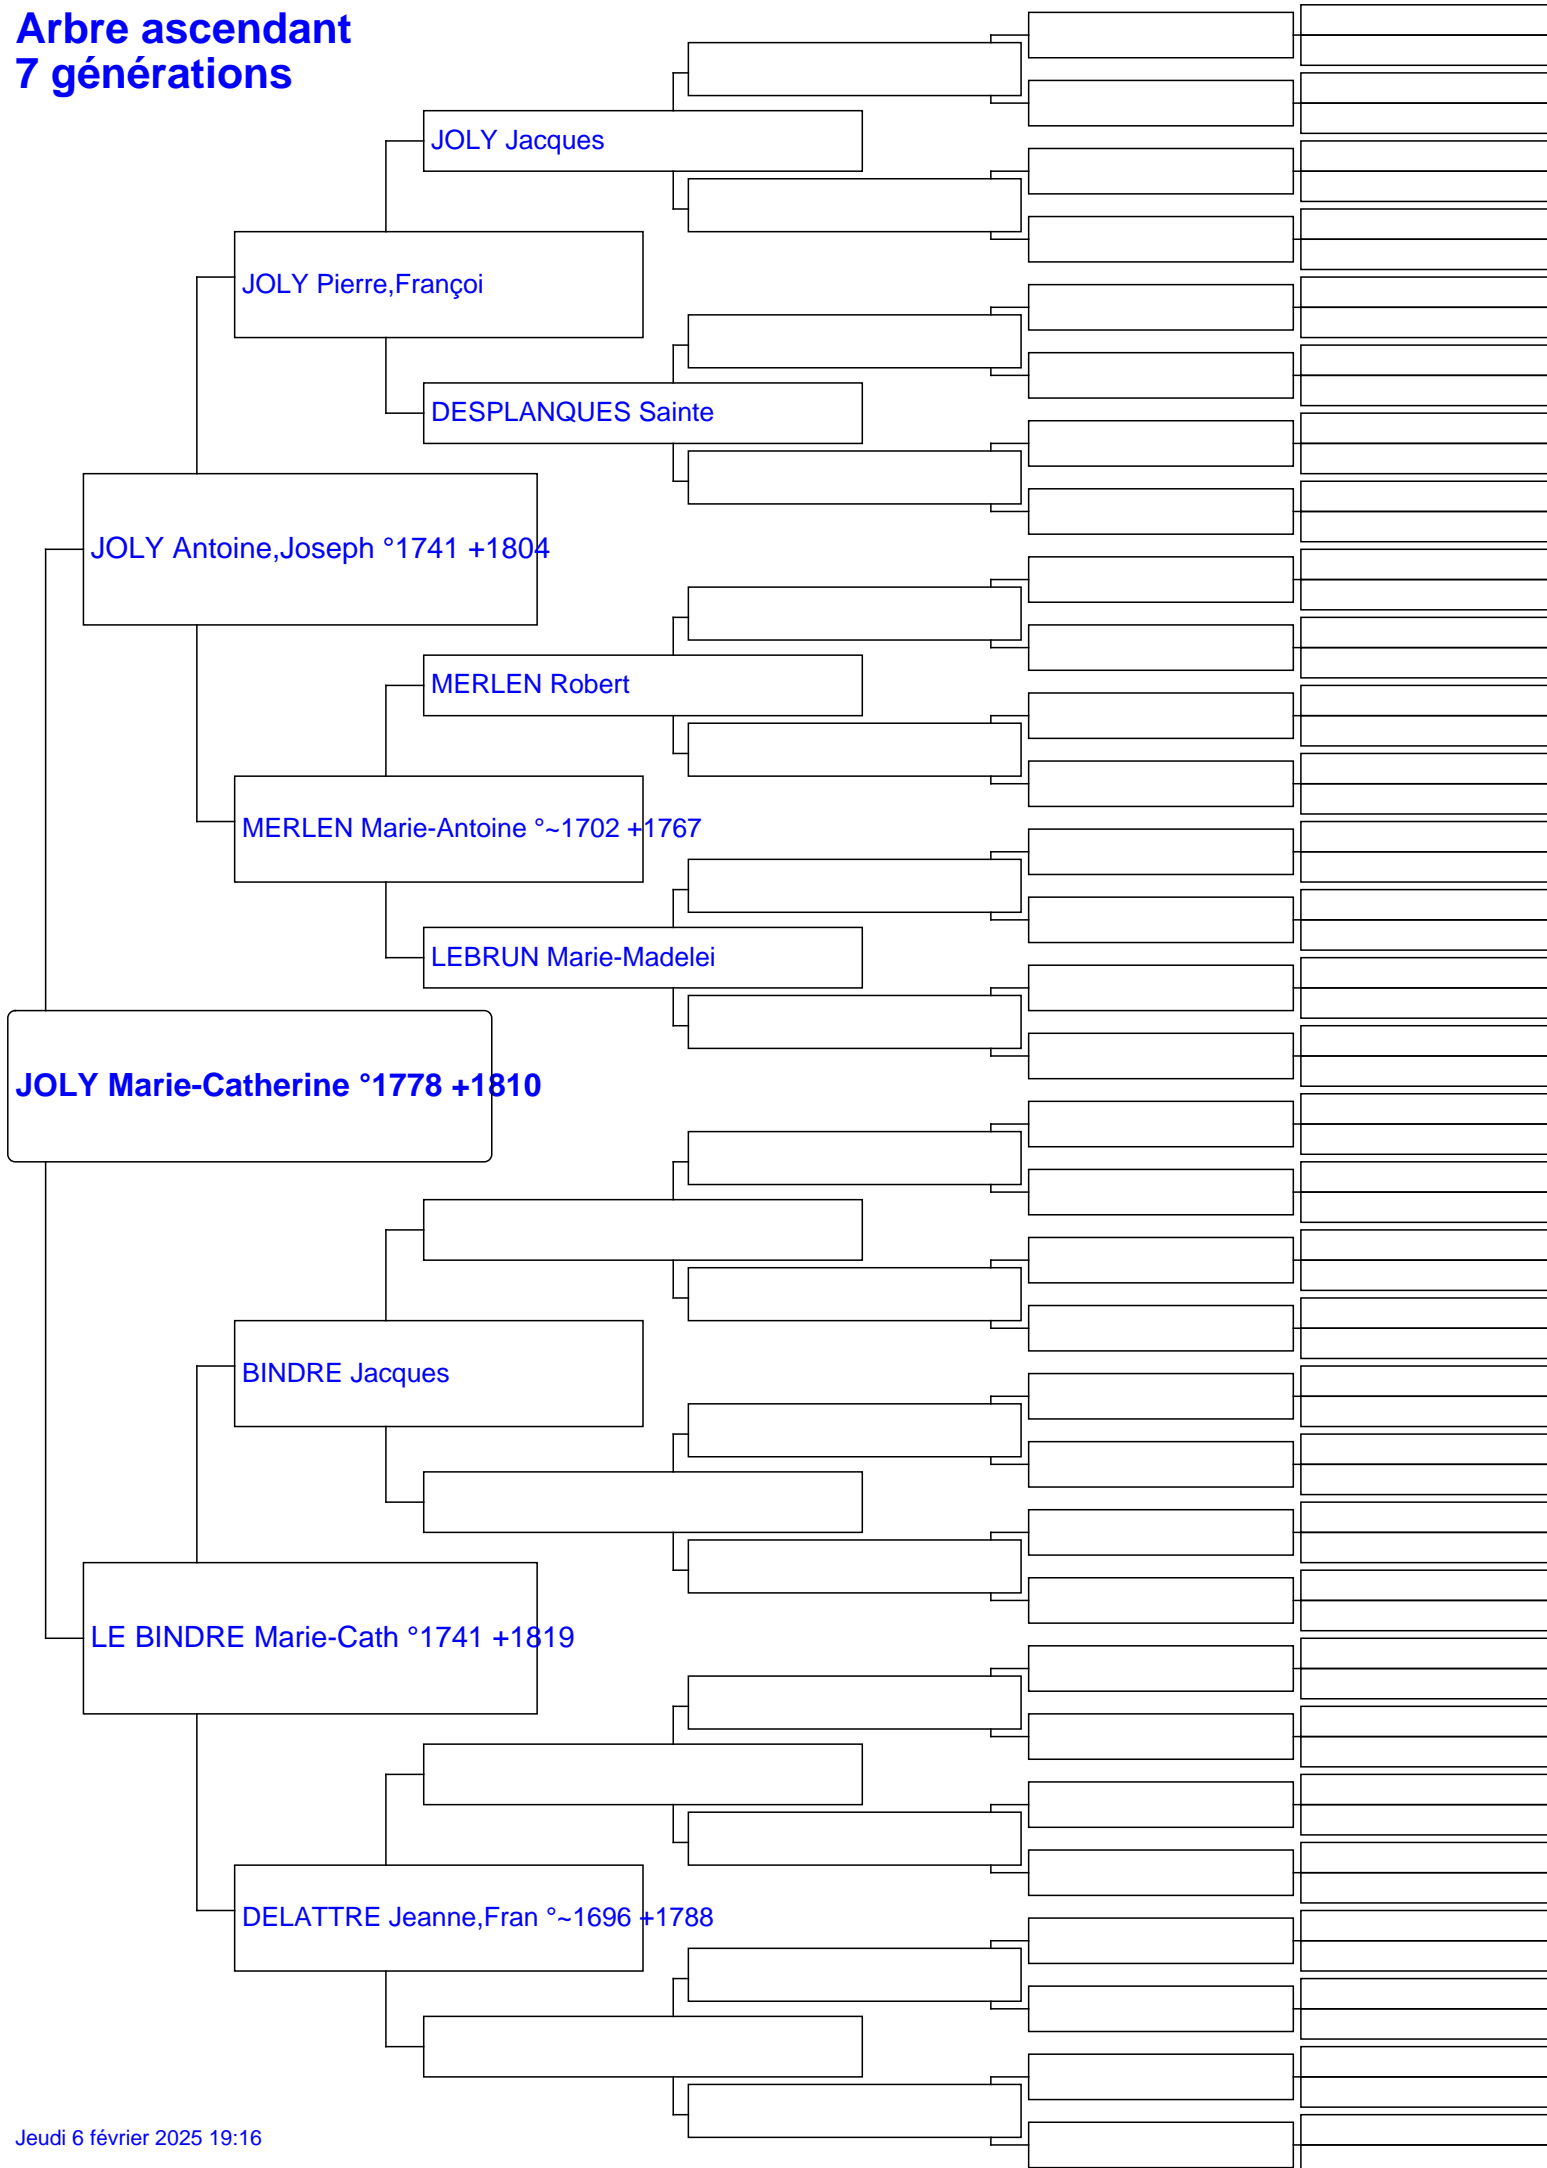 Arbre ascendant
7 générations
JOLY Jacques
JOLY Pierre,Françoi
DESPLANQUES Sainte
JOLY Antoine,Joseph °1741 +1804
MERLEN Robert
MERLEN Marie-Antoine °~1702 +1767
LEBRUN Marie-Madelei
JOLY Marie-Catherine °1778 +1810
BINDRE Jacques
LE BINDRE Marie-Cath °1741 +1819
DELATTRE Jeanne,Fran °~1696 +1788
Jeudi 6 février 2025 19:16